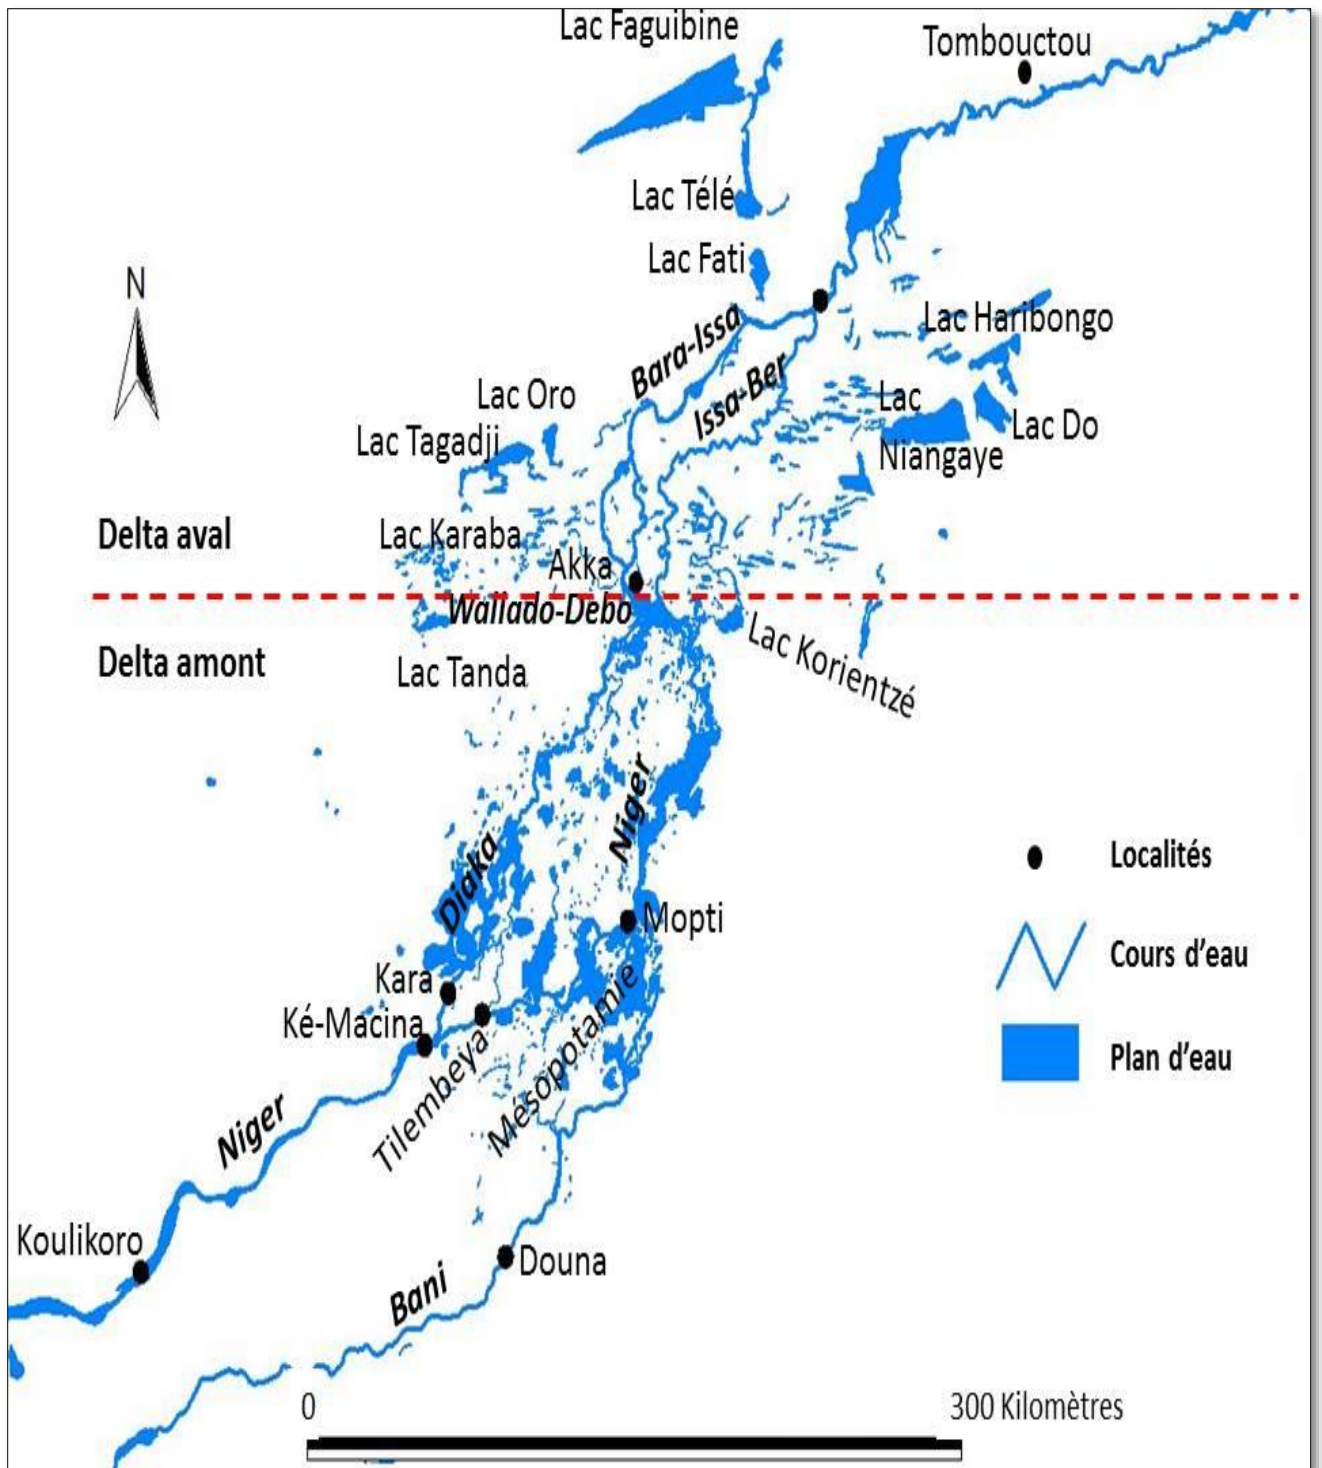 Lac Faguibine
Tombouctou
Lac Télé
Lac Fati
N
Lac Haribongo
Bara-Issa
Issa-Ber
Lac Oro
Lac
Niangaye
Lac Do
Lac Tagadji
Delta aval
Lac Karaba
Akka
Wallado-Debo
Delta amont
Lac Tanda
Lac Korientzé
Niger
Diaka
Localités
Mopti
Cours d'eau
Kara
Ké-Macina
Tilembeya
Mésopotamie
Plan d'eau
Niger
Koulikoro
Douna
Bani
0
300 Kilomètres